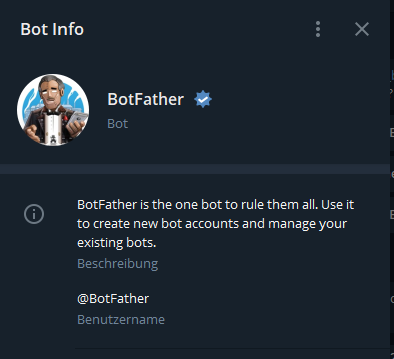 Bot Info
BotFather
Bot
BotFather is the one bot to rule them all. Use it
to create new bot accounts and manage your
existing bots.
Beschreibung
@BotFather
Benutzername